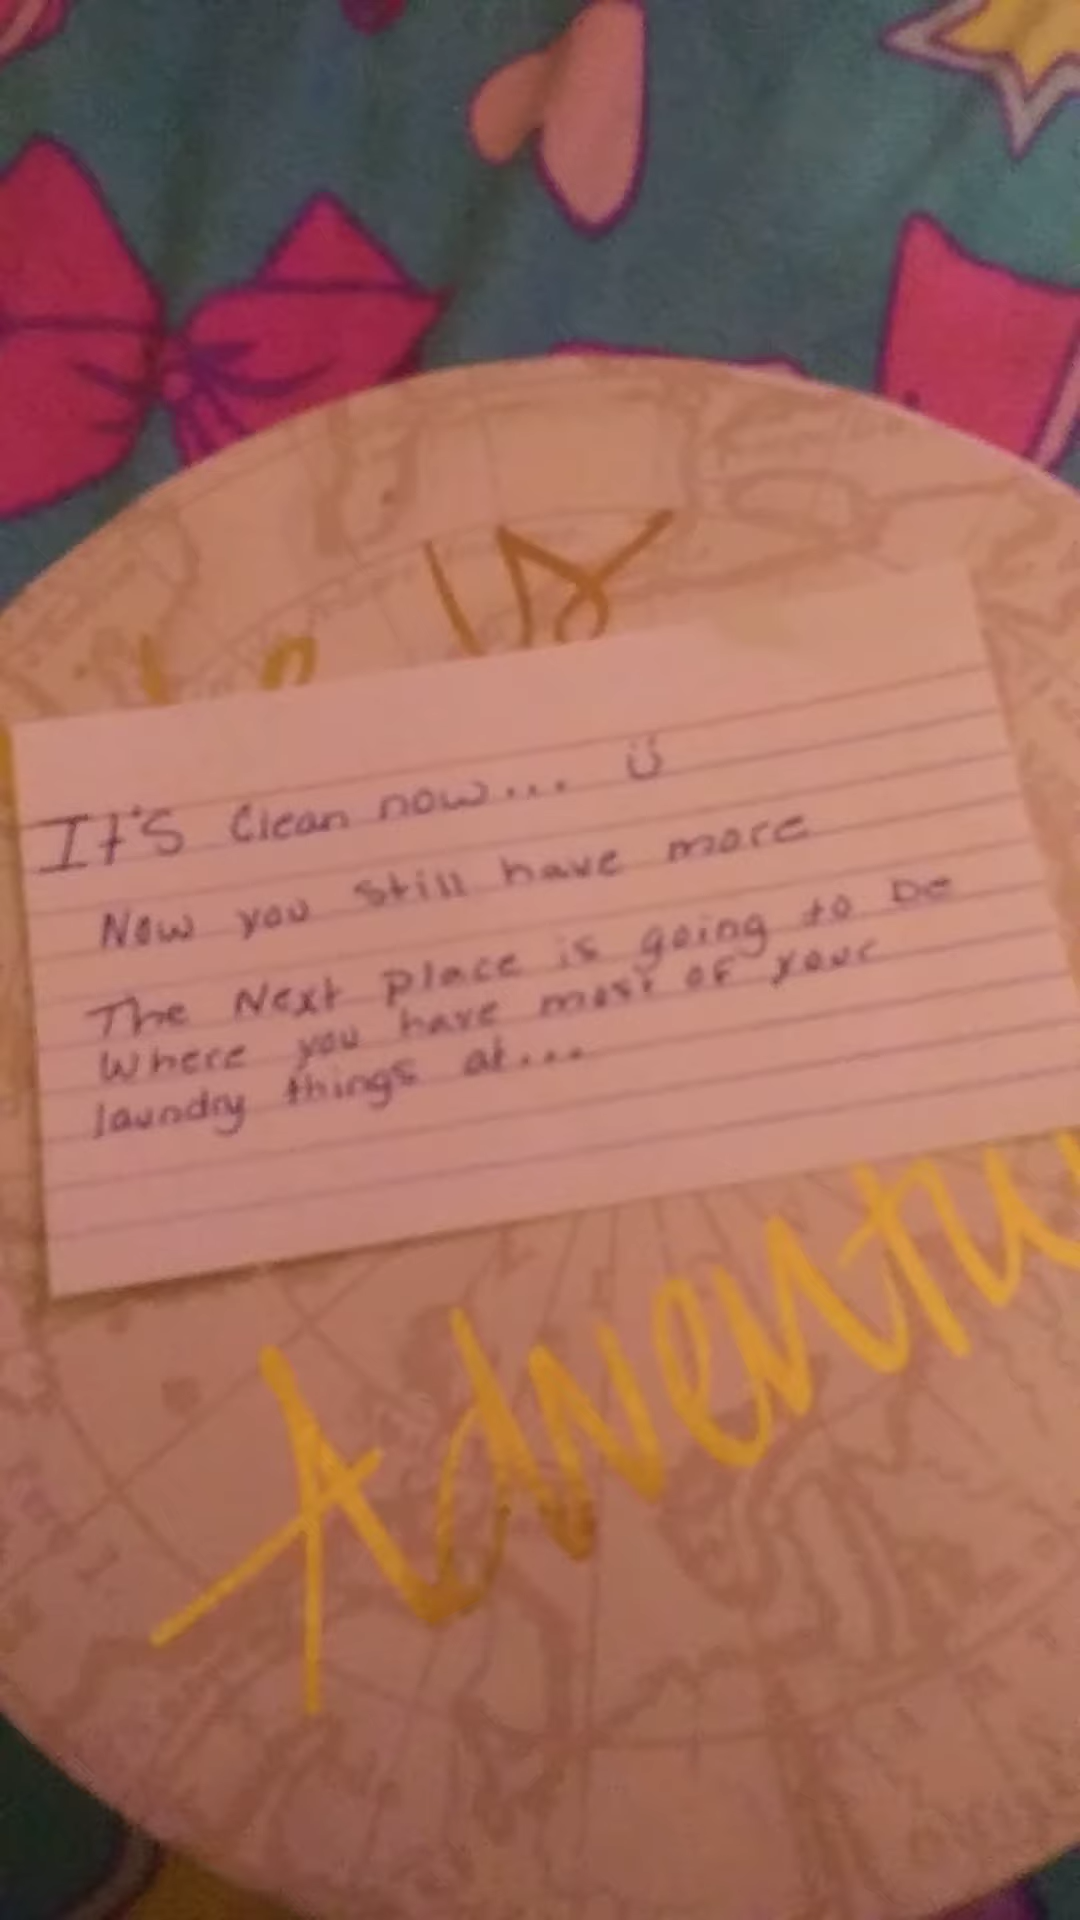 It's Clean now... Ü
Now you still have more
The Next place is going to be
Where you have most of your
laundry things at...
Adventu